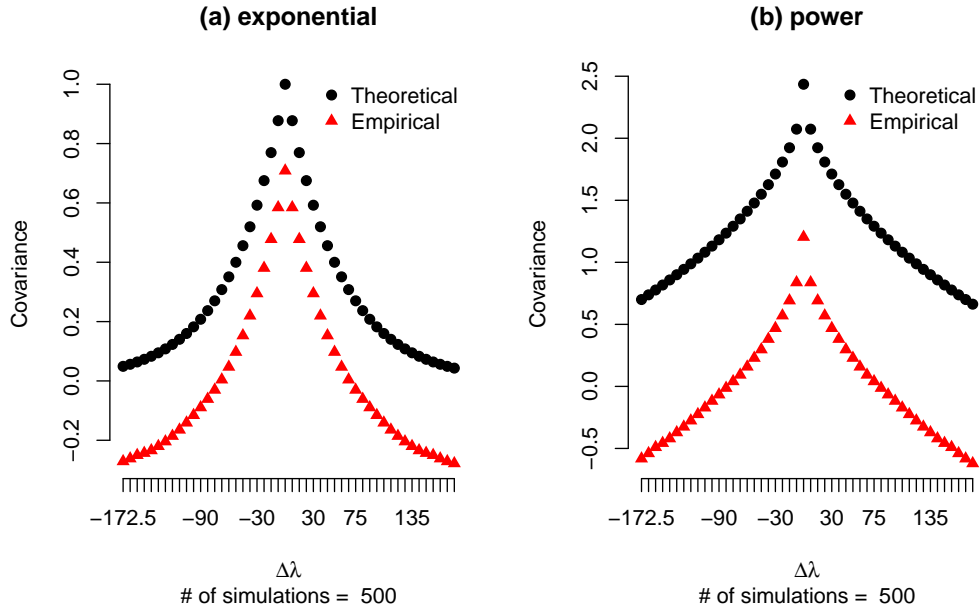 (a) exponential
Theoretical
Empirical
Covariance
1.0
0.8
0.6
0.4
0.2
0.0
−0.2
−172.5 −90 −30 30 75 135
Δλ
# of simulations = 500
(b) power
Theoretical
Empirical
Covariance
2.5
2.0
1.5
1.0
0.5
0.0
−0.5
−172.5 −90 −30 30 75 135
Δλ
# of simulations = 500